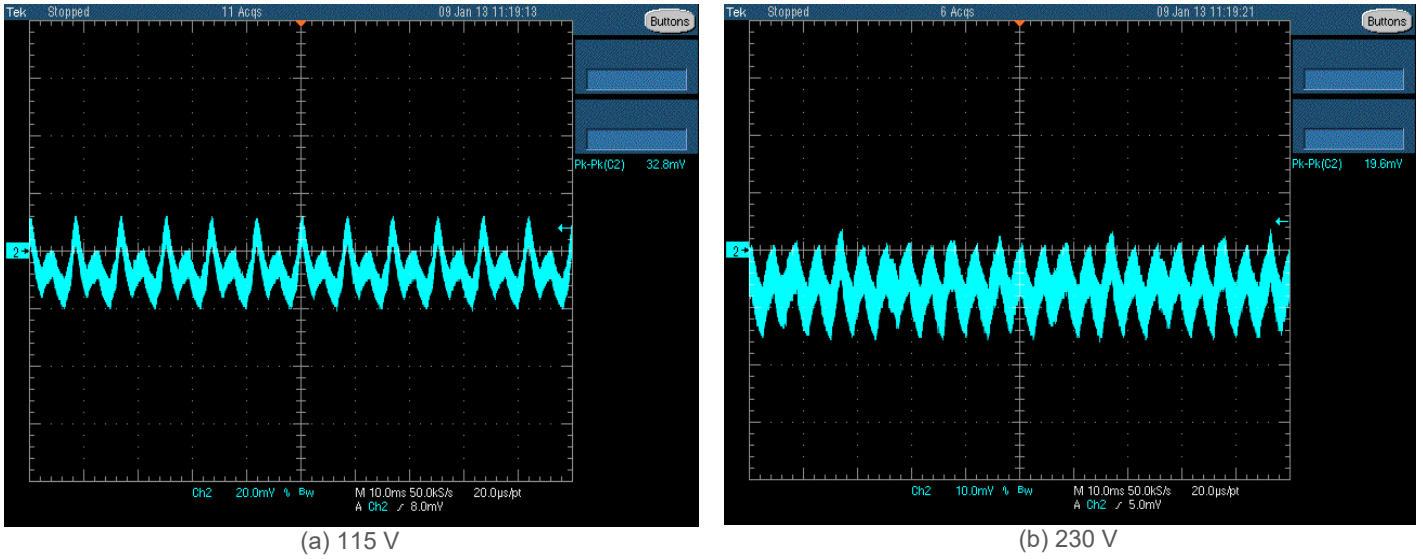 Tek Stopped 11 Acqs 09 Jan 13 11:19:13
Buttons
Pk-Pk(C2) 32.8mV
2
Ch2 20.0mV % Bw M 10.0ms 50.0kS/s 20.0µs/pt
A Ch2 ∕ 8.0mV
(a) 115 V
Tek Stopped 6 Acqs 09 Jan 13 11:19:21
Buttons
Pk-Pk(C2) 19.6mV
2
Ch2 10.0mV % Bw M 10.0ms 50.0kS/s 20.0µs/pt
A Ch2 ∕ 5.0mV
(b) 230 V